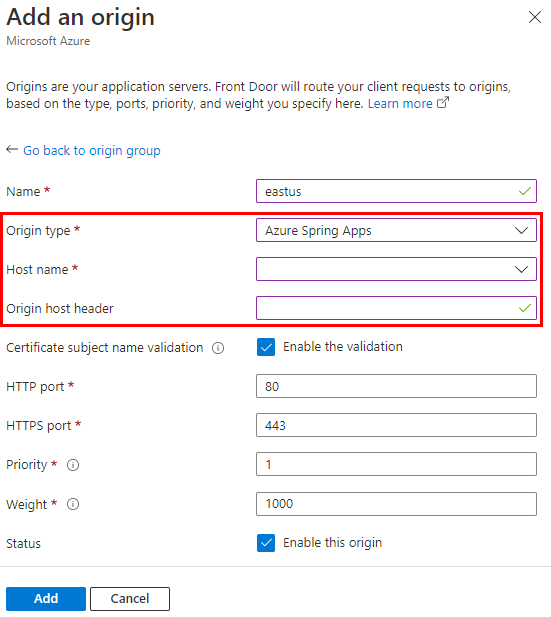 Add an origin
Microsoft Azure
Origins are your application servers. Front Door will route your client requests to origins,
based on the type, ports, priority, and weight you specify here. Learn more
Go back to origin group
Name * eastus
Origin type * Azure Spring Apps
Host name *
Origin host header
Certificate subject name validation Enable the validation
HTTP port * 80
HTTPS port * 443
Priority * 1
Weight * 1000
Status Enable this origin
Add Cancel